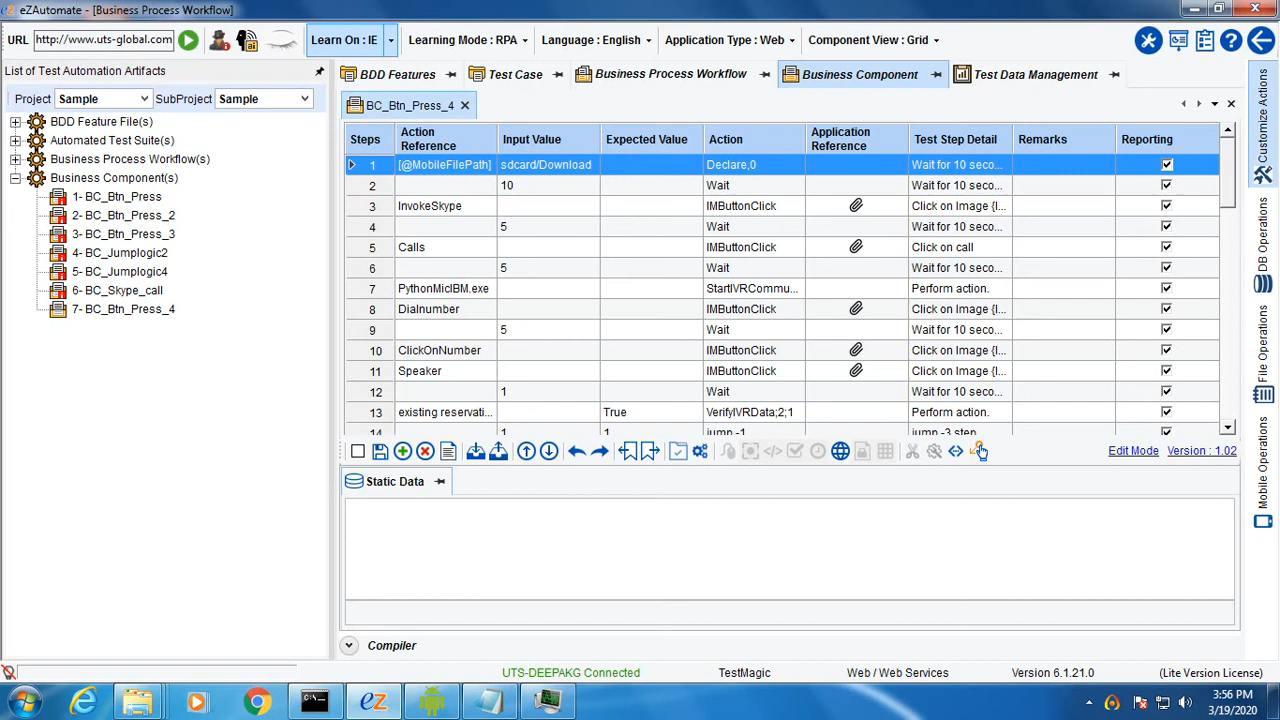 eZAutomate - [Business Process Workflow]
URL http://www.uts-global.com Learn On : IE Learning Mode : RPA Language : English Application Type : Web Component View : Grid
List of Test Automation Artifacts
BDD Features Test Case Business Process Workflow Business Component Test Data Management
Project Sample SubProject Sample
BC_Btn_Press_4
BDD Feature File(s)
Automated Test Suite(s)
Business Process Workflow(s)
Business Component(s)
1- BC_Btn_Press
2- BC_Btn_Press_2
3- BC_Btn_Press_3
4- BC_Jumplogic2
5- BC_Jumplogic4
6- BC_Skype_call
7- BC_Btn_Press_4
Steps Action Reference Input Value Expected Value Action Application Reference Test Step Detail Remarks Reporting
1 [@MobileFilePath] sdcard/Download Declare,0 Wait for 10 seco...
2 10 Wait Wait for 10 seco...
3 InvokeSkype IMButtonClick Click on Image {I...
4 5 Wait Wait for 10 seco...
5 Calls IMButtonClick Click on call
6 5 Wait Wait for 10 seco...
7 PythonMicIBM.exe StartIVRCommu... Perform action.
8 Dialnumber IMButtonClick Click on Image {I...
9 5 Wait Wait for 10 seco...
10 ClickOnNumber IMButtonClick Click on Image {I...
11 Speaker IMButtonClick Click on Image {I...
12 1 Wait Wait for 10 seco...
13 existing reservati... True VerifyIVRData;2;1 Perform action.
14 1 1 jump -1 jump -3 step
Edit Mode Version : 1.02
Static Data
Compiler
Customize Actions
DB Operations
File Operations
Mobile Operations
UTS-DEEPAKG Connected TestMagic Web / Web Services Version 6.1.21.0 (Lite Version License)
ez
3:56 PM
3/19/2020